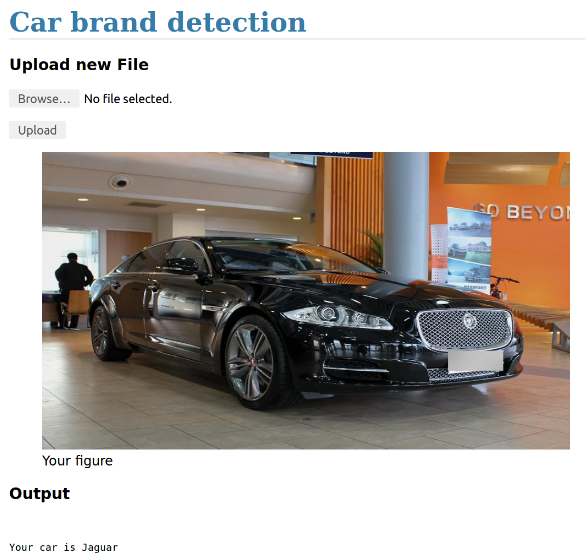 Car brand detection
Upload new File
Browse... No file selected.
Upload
GO BEYON
Your figure
Output
Your car is Jaguar